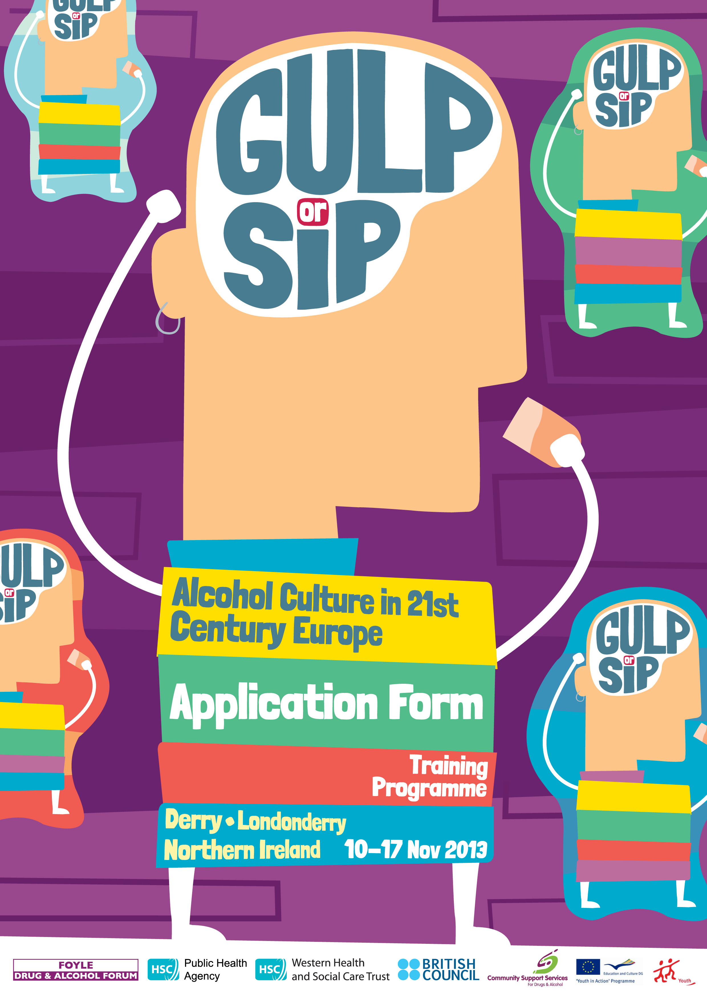 GULP
or
SiP
GULP
or
SiP
GULP
or
SiP
Alcohol Culture in 21st
Century Europe
Application Form
Training
Programme
Derry • Londonderry
Northern Ireland 10–17 Nov 2013
ULP
or
SiP
GULP
or
SiP
FOYLE
DRUG & ALCOHOL FORUM
HSC
Public Health
Agency
HSC
Western Health
and Social Care Trust
BRITISH
COUNCIL
Community Support Services
For Drugs & Alcohol
Education and Culture DG
'Youth in Action' Programme
Youth